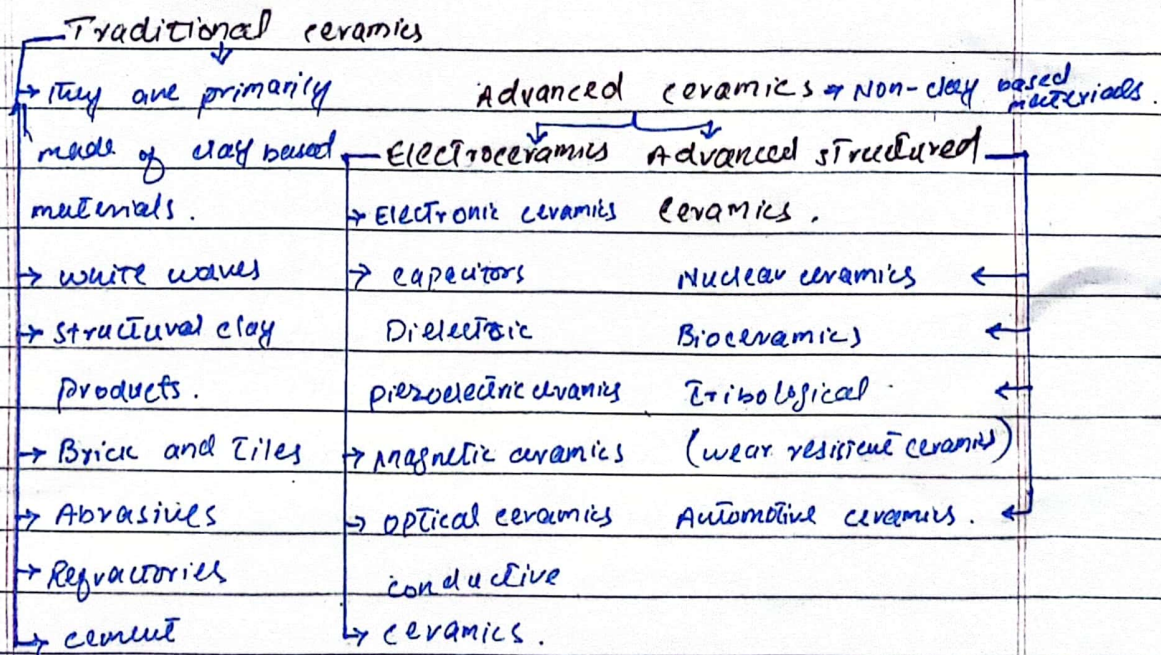 Traditional ceramics
→ They are primarily
made of clay based
materials.
→ white waves
→ structural clay
products.
→ Brick and Tiles
→ Abrasives
→ Refractories
→ cement
Advanced ceramics → Non-clay based materials.
Electroceramics
→ Electronic ceramics
→ capacitors
Dielectric
piezoelectric ceramics
→ magnetic ceramics
→ optical ceramics
conductive
→ ceramics.
Advanced structured
ceramics.
Nuclear ceramics ←
Bioceramics ←
Tribological ←
(wear resistent ceramics)
Automotive ceramics. ←